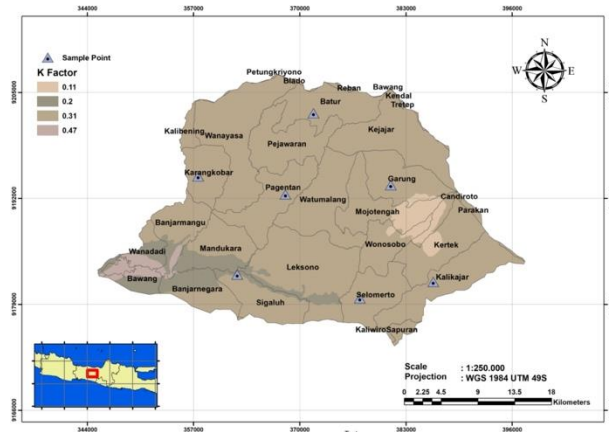 344000 357000 370000 383000 396000
Sample Point
K Factor
0.11
0.2
0.31
0.47
N
W E
S
9205000
9192000
9179000
9166000
Petungkriyono
Blado
Reban
Bawang
Kendal
Tretep
Batur
Kalibening
Wanayasa
Kejajar
Pejawaran
Karangkobar
Garung
Pagentan
Watumalang
Candiroto
Parakan
Mojotengah
Banjarmangu
Wonosobo
Kertek
Wanadadi
Mandukara
Leksono
Bawang
Banjarnegara
Kalikajar
Sigaluh
Selomerto
KaliwiroSapuran
Scale : 1:250.000
Projection : WGS 1984 UTM 49S
0 2.25 4.5 9 13.5 18
Kilometers
344000 357000 370000 383000 396000